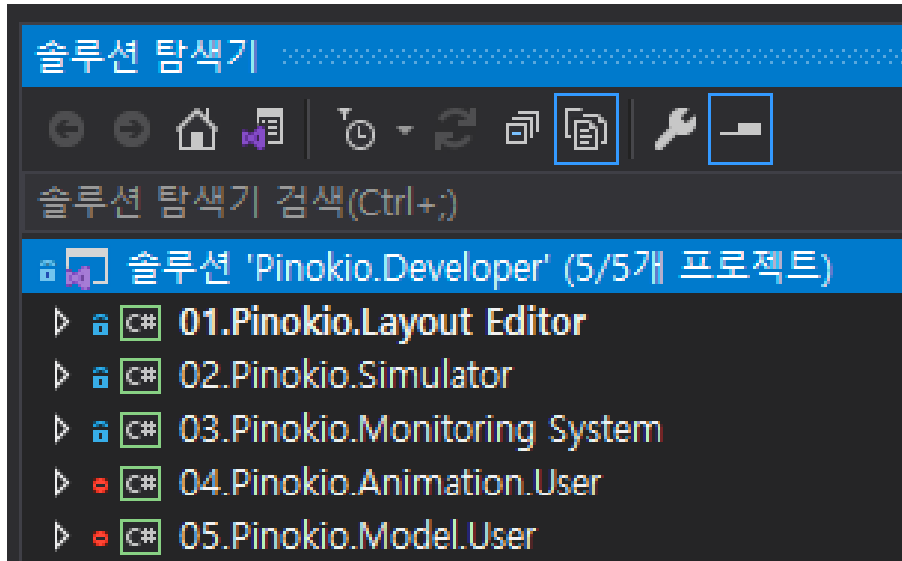 솔루션 탐색기
솔루션 탐색기 검색(Ctrl+;)
솔루션 'Pinokio.Developer' (5/5개 프로젝트)
C# 01.Pinokio.Layout Editor
C# 02.Pinokio.Simulator
C# 03.Pinokio.Monitoring System
C# 04.Pinokio.Animation.User
C# 05.Pinokio.Model.User